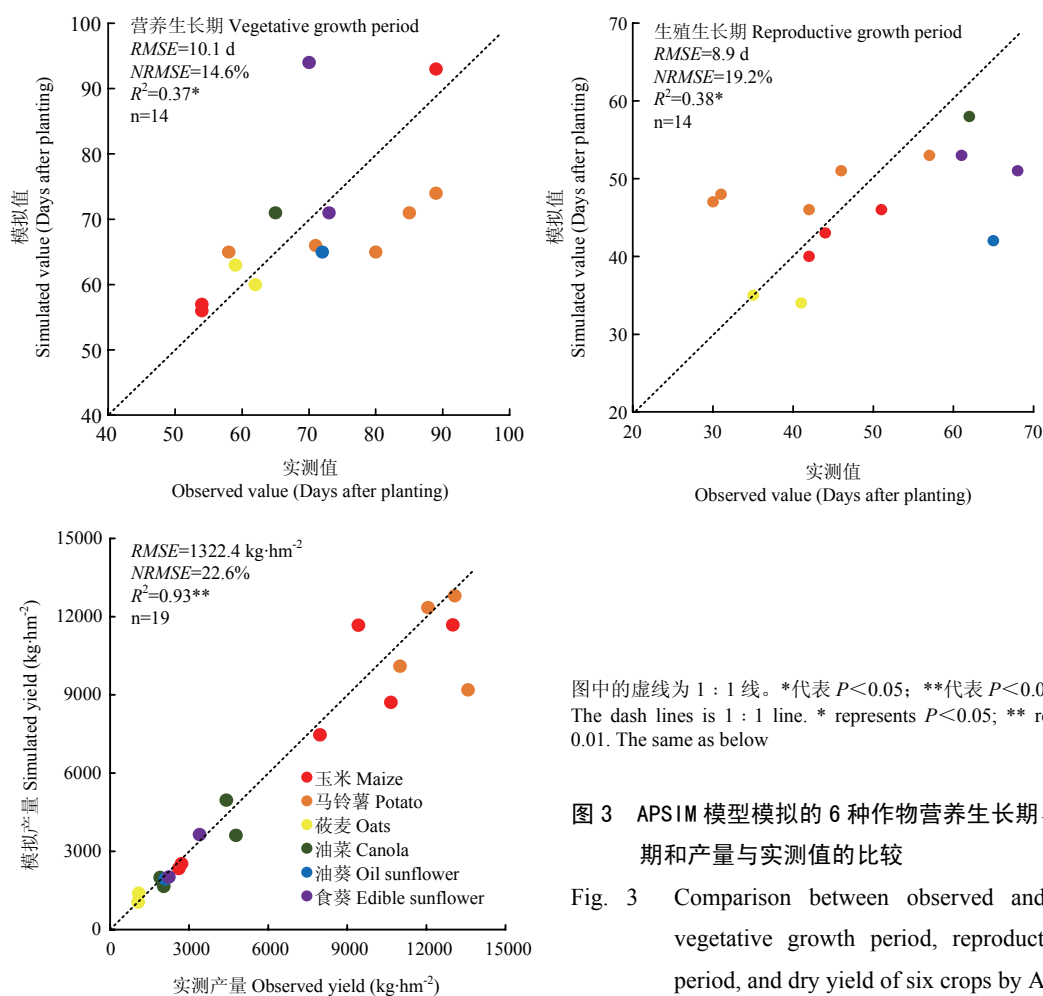 营养生长期 Vegetative growth period
RMSE=10.1 d
NRMSE=14.6%
R²=0.37*
n=14
100
90
80
70
60
50
40
模拟值
Simulated value (Days after planting)
40 50 60 70 80 90 100
实测值
Observed value (Days after planting)
生殖生长期 Reproductive growth period
RMSE=8.9 d
NRMSE=19.2%
R²=0.38*
n=14
70
60
50
40
30
20
模拟值
Simulated value (Days after planting)
20 30 40 50 60 70
实测值
Observed value (Days after planting)
RMSE=1322.4 kg·hm⁻²
NRMSE=22.6%
R²=0.93**
n=19
15000
12000
9000
6000
3000
0
模拟产量 Simulated yield (kg·hm⁻²)
玉米 Maize
马铃薯 Potato
莜麦 Oats
油菜 Canola
油葵 Oil sunflower
食葵 Edible sunflower
0 3000 6000 9000 12000 15000
实测产量 Observed yield (kg·hm⁻²)
图中的虚线为 1：1 线。*代表 P＜0.05；**代表 P＜0.0
The dash lines is 1：1 line. * represents P＜0.05; ** re
0.01. The same as below
图 3 APSIM 模型模拟的 6 种作物营养生长期、
期和产量与实测值的比较
Fig. 3 Comparison between observed and
vegetative growth period, reproduct
period, and dry yield of six crops by A